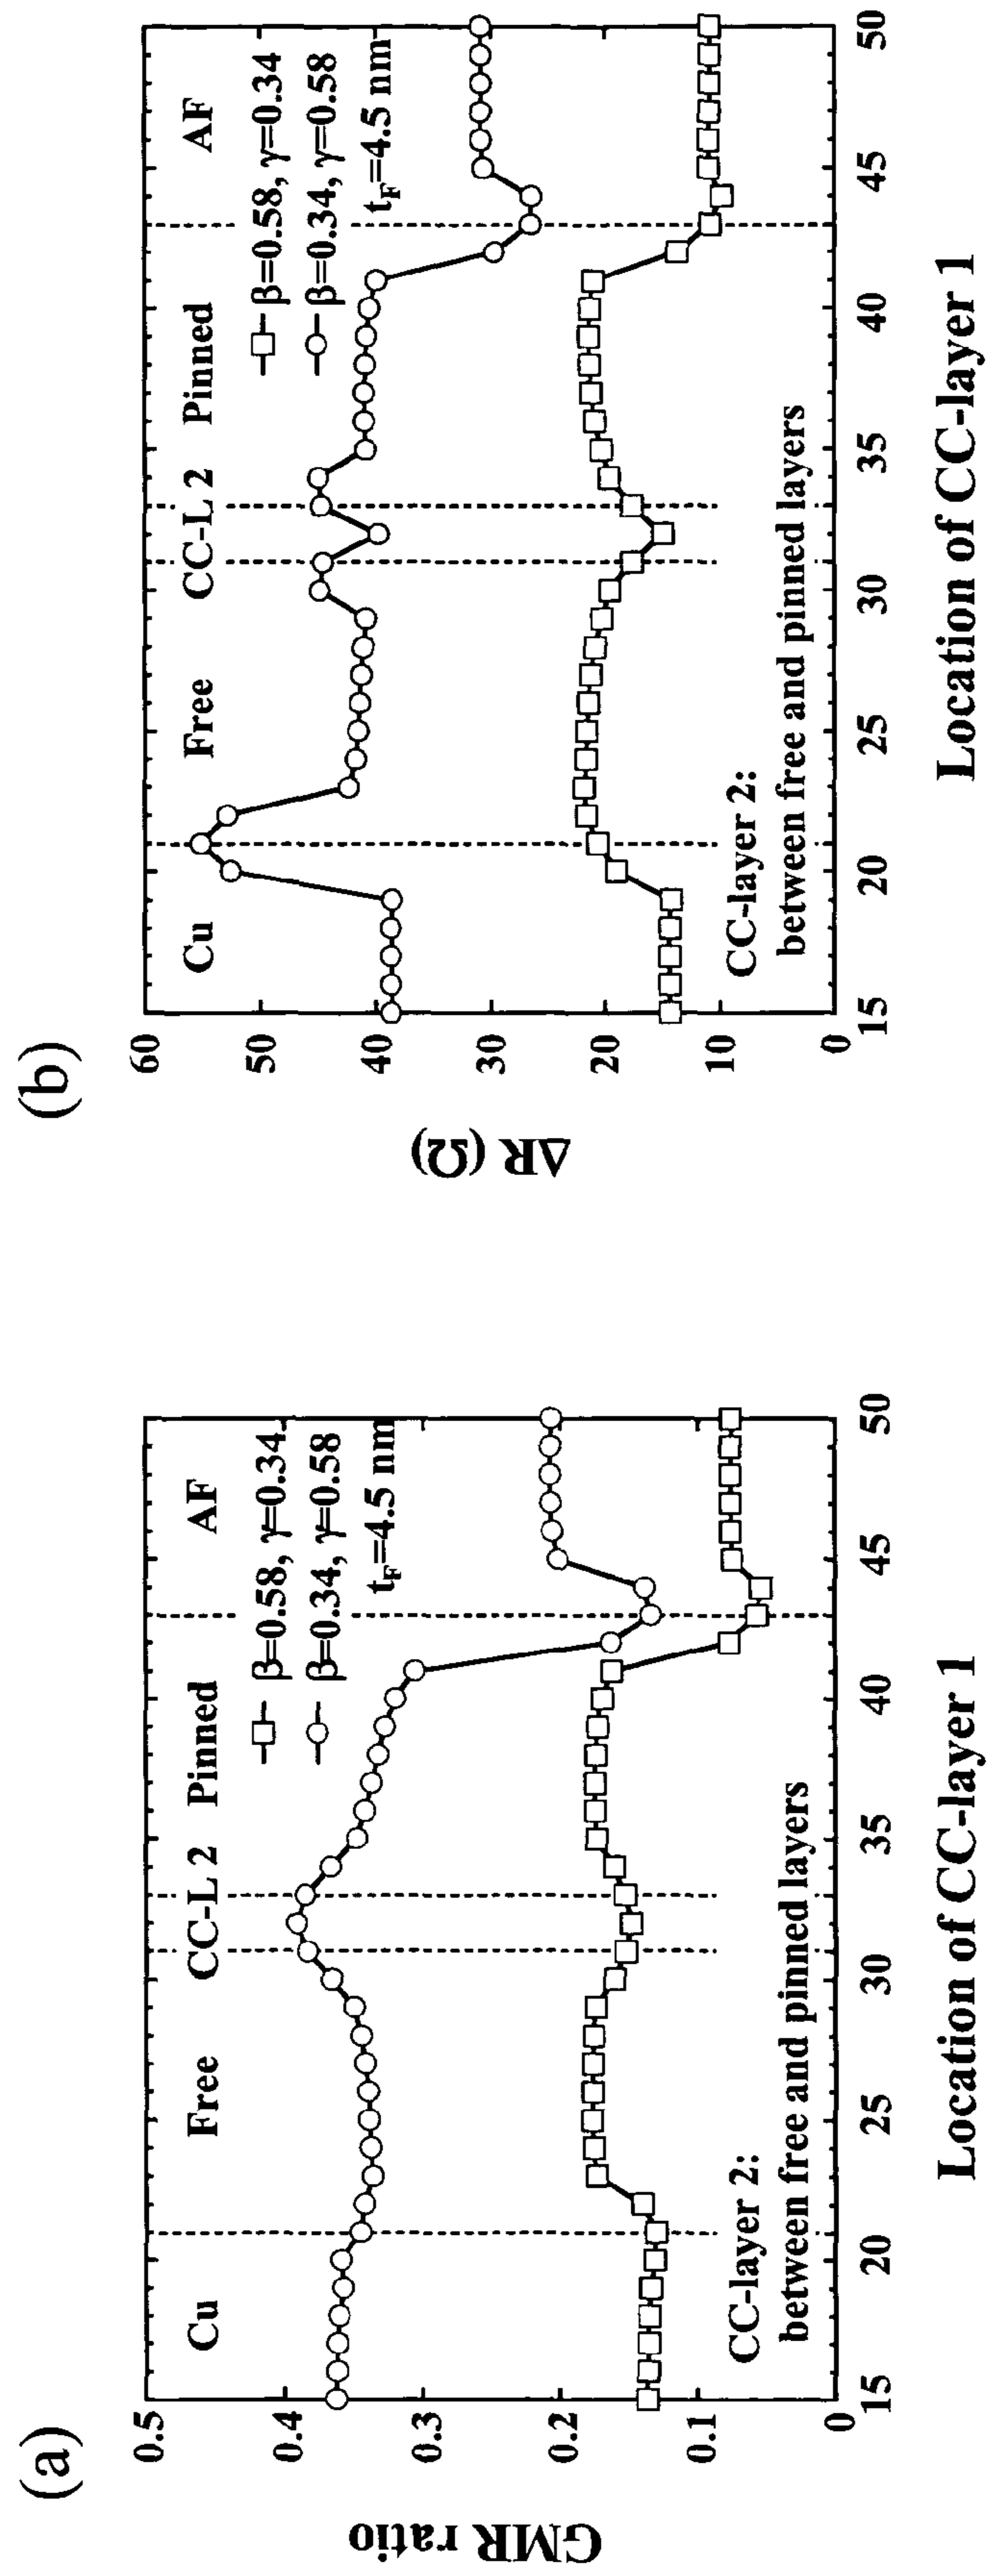 (a)
GMR ratio
0.5
0.4
0.3
0.2
0.1
0
Cu
Free
CC-L 2
Pinned
AF
β=0.58, γ=0.34
β=0.34, γ=0.58
tF=4.5 nm
CC-layer 2:
between free and pinned layers
15
20
25
30
35
40
45
50
Location of CC-layer 1
(b)
ΔR (Ω)
60
50
40
30
20
10
0
Cu
Free
CC-L 2
Pinned
AF
β=0.58, γ=0.34
β=0.34, γ=0.58
tF=4.5 nm
CC-layer 2:
between free and pinned layers
15
20
25
30
35
40
45
50
Location of CC-layer 1